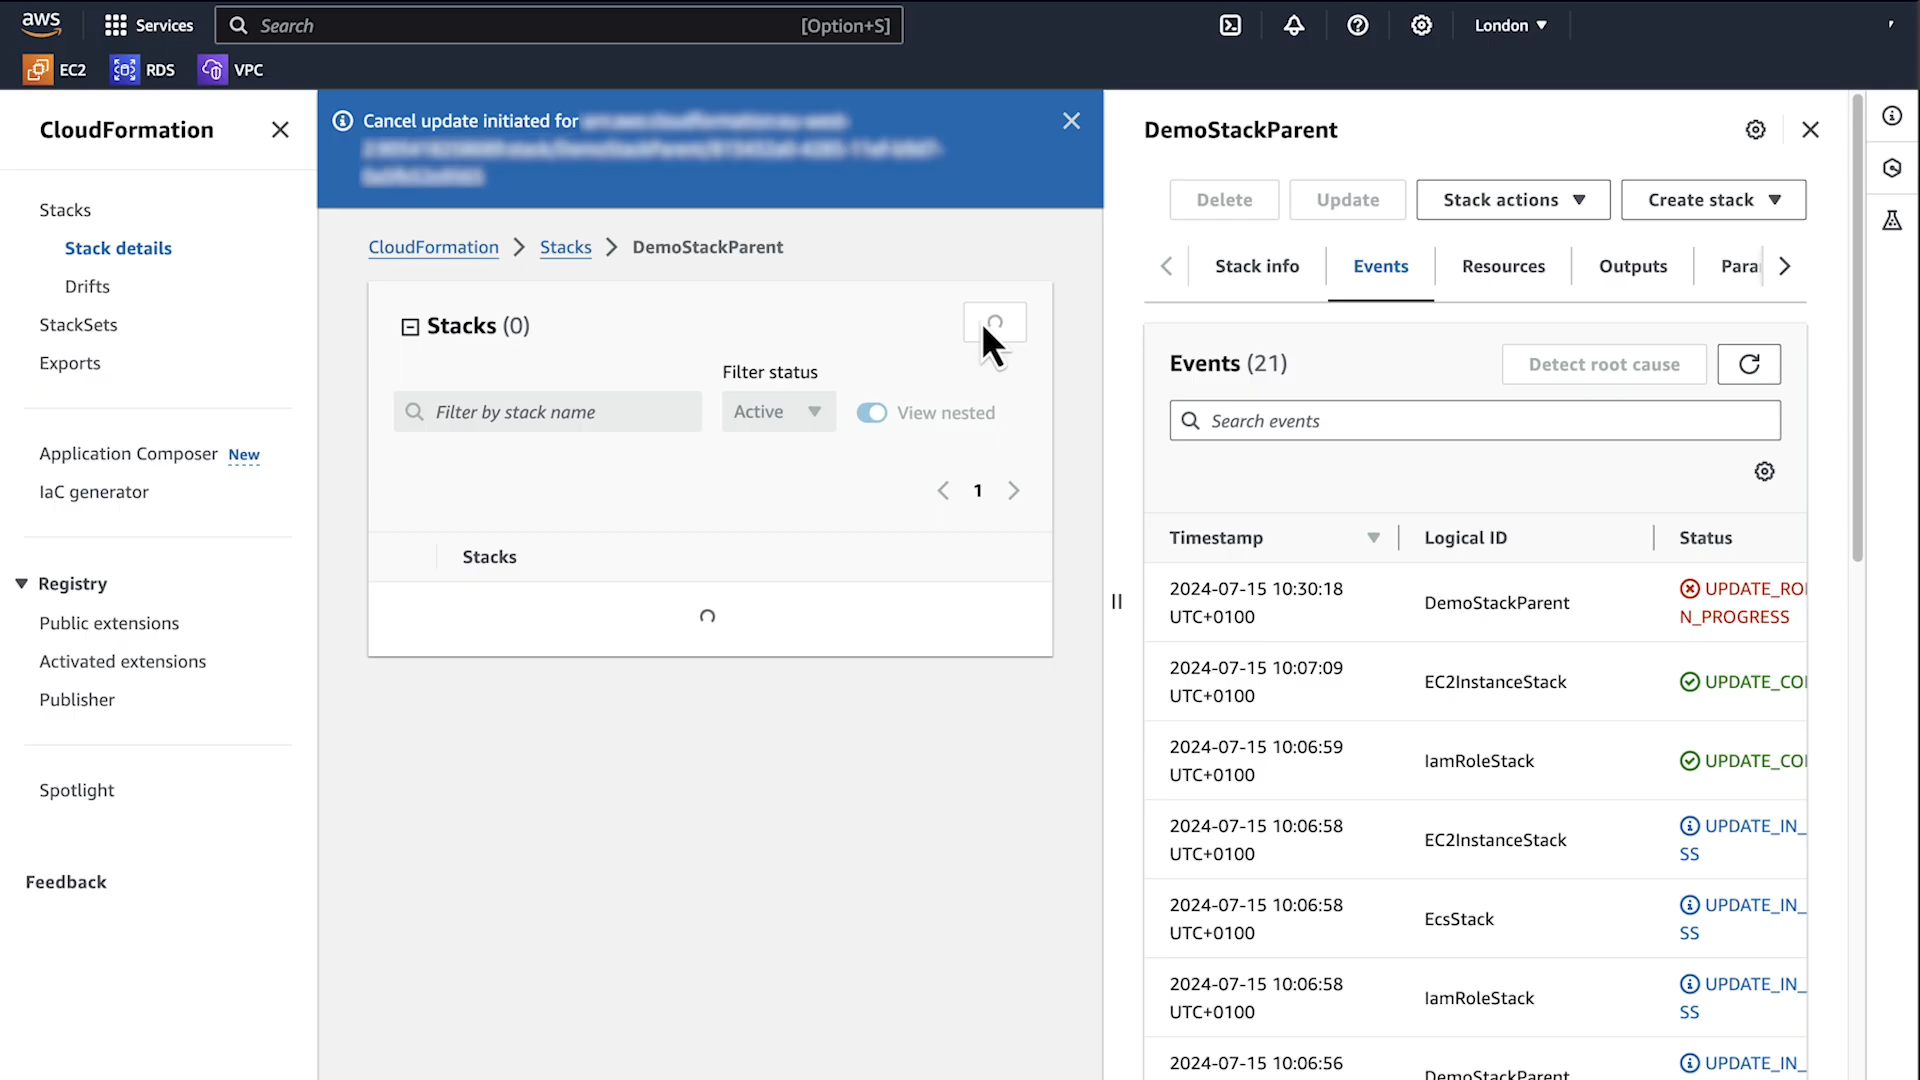 aws
Services
Search
[Option+S]
London
EC2
RDS
VPC
CloudFormation
Stacks
Stack details
Drifts
StackSets
Exports
Application Composer New
IaC generator
Registry
Public extensions
Activated extensions
Publisher
Spotlight
Feedback
Cancel update initiated for
CloudFormation
Stacks
DemoStackParent
Stacks (0)
Filter status
Filter by stack name
Active
View nested
1
Stacks
DemoStackParent
Delete
Update
Stack actions
Create stack
Stack info
Events
Resources
Outputs
Para
Events (21)
Detect root cause
Search events
Timestamp
Logical ID
Status
2024-07-15 10:30:18
UTC+0100
DemoStackParent
UPDATE_RO
N_PROGRESS
2024-07-15 10:07:09
UTC+0100
EC2InstanceStack
UPDATE_CO
2024-07-15 10:06:59
UTC+0100
IamRoleStack
UPDATE_CO
2024-07-15 10:06:58
UTC+0100
EC2InstanceStack
UPDATE_IN_
SS
2024-07-15 10:06:58
UTC+0100
EcsStack
UPDATE_IN_
SS
2024-07-15 10:06:58
UTC+0100
IamRoleStack
UPDATE_IN_
SS
2024-07-15 10:06:56
DemoStackParent
UPDATE_IN_